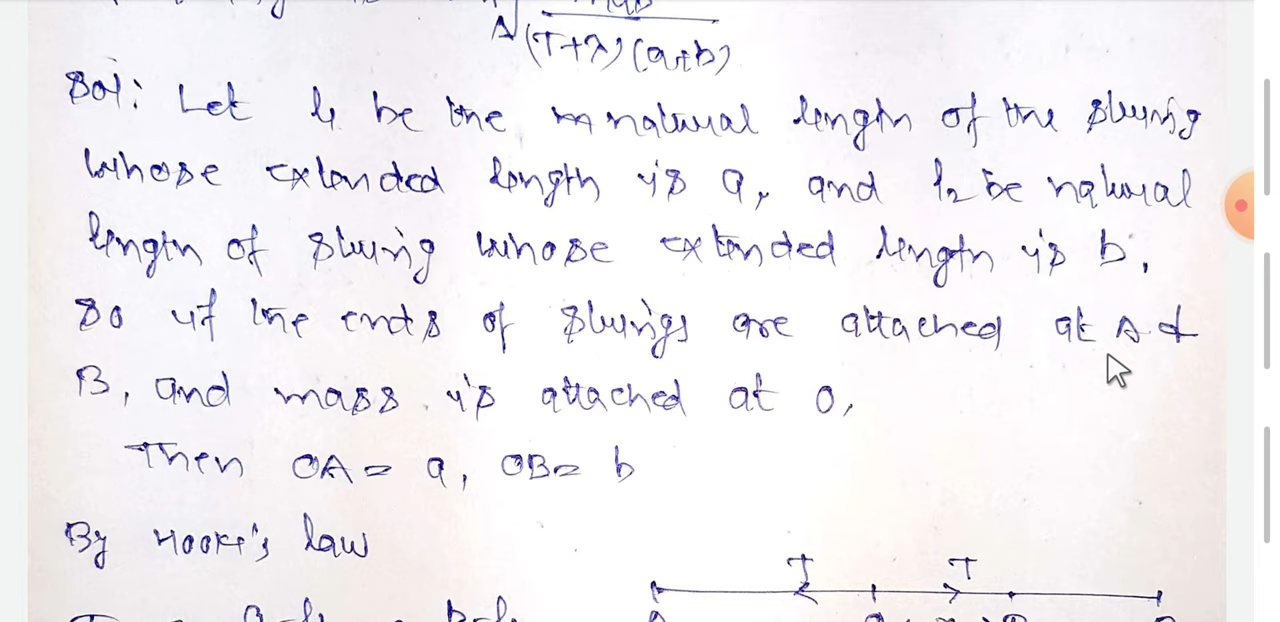 (T+λ)(a+b)
Sol: Let l₁ be the natural length of the string
whose extended length is a, and l₂ be natural
length of string whose extended length is b,
so if the ends of strings are attached at A &
B, and mass is attached at O,
Then OA = a, OB = b
By Hooke's law
T T